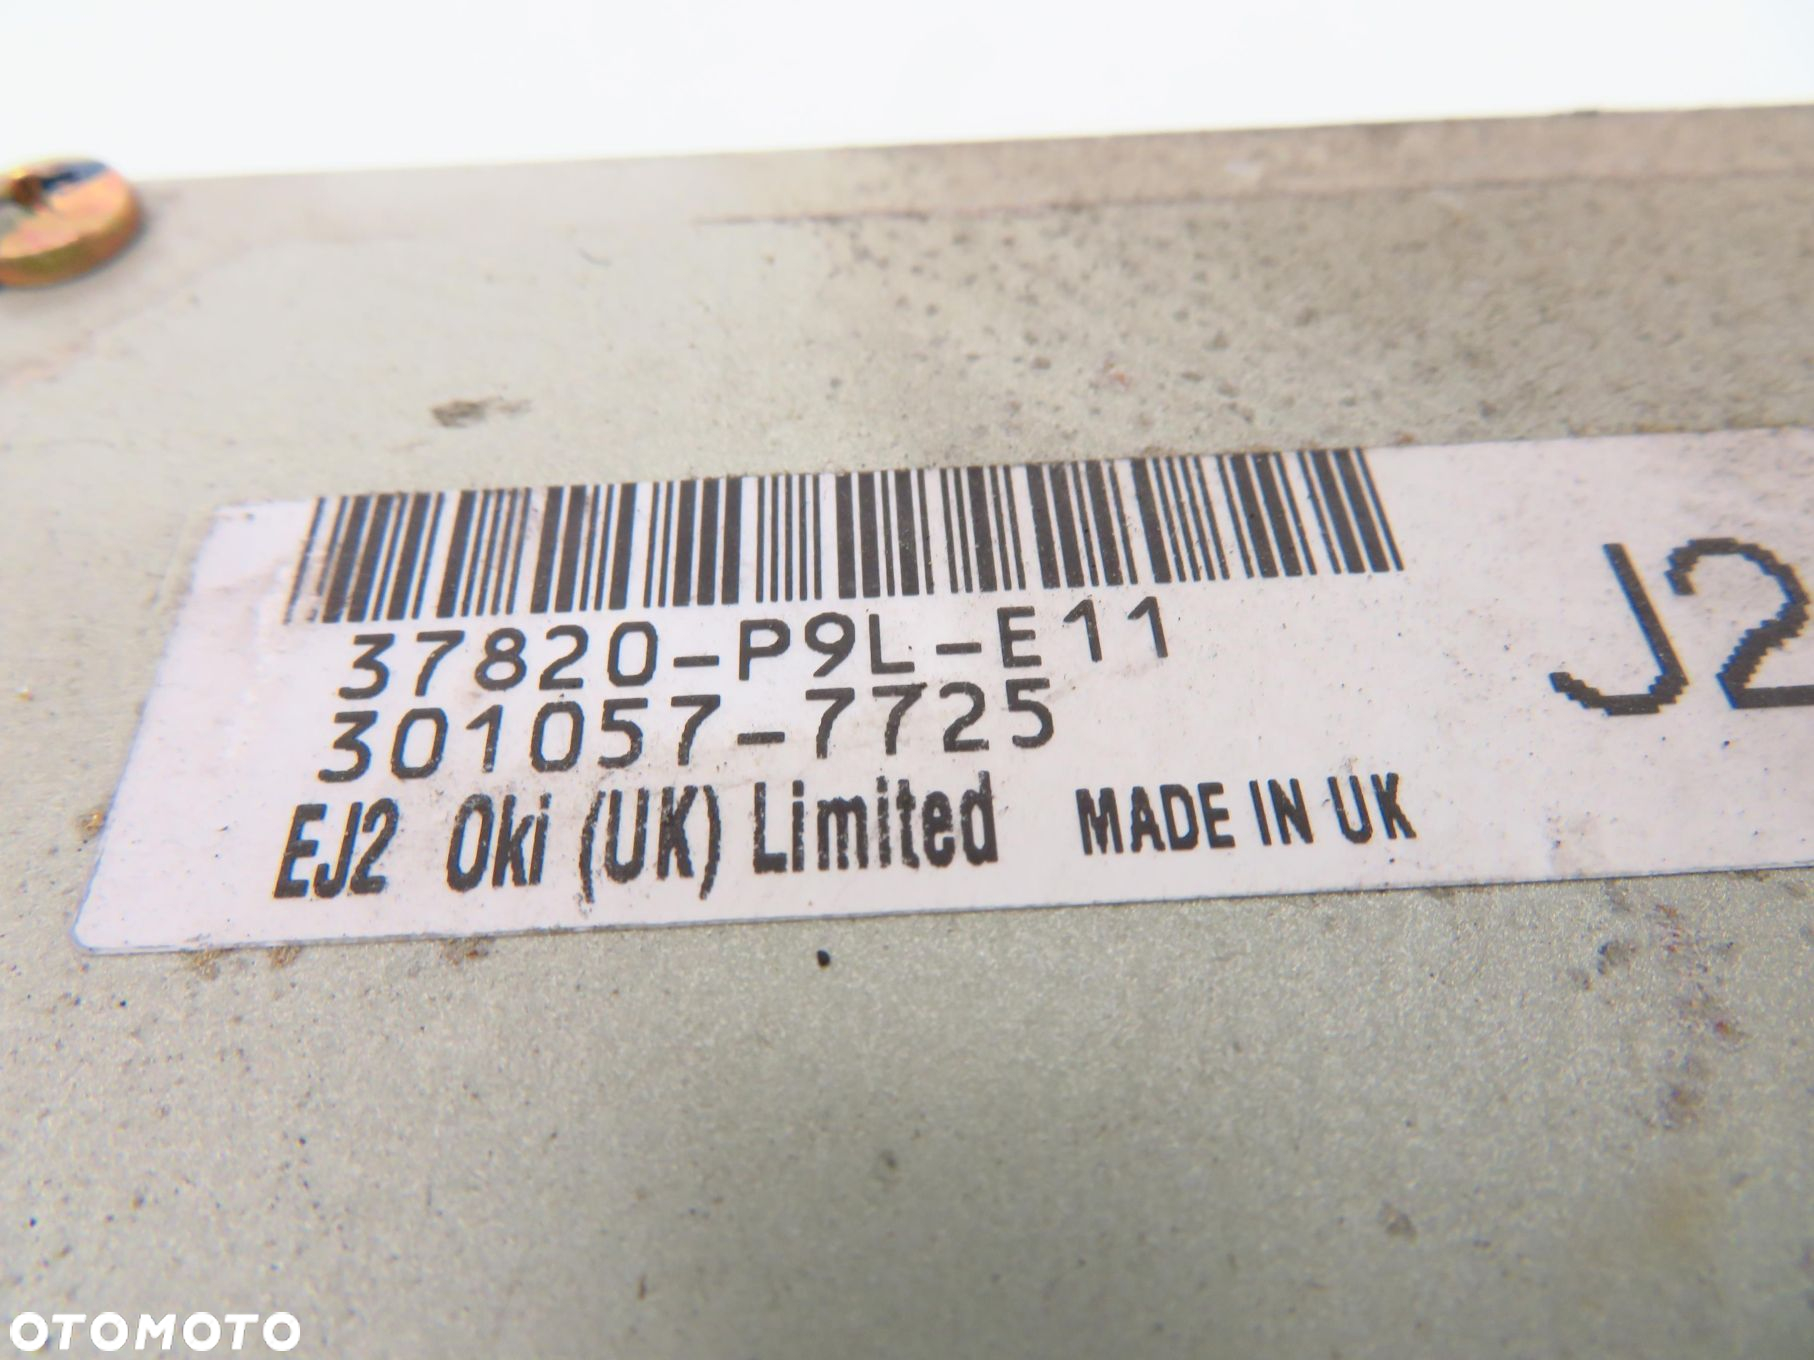 37820-P9L-E11
301057-7725
EJ2 Oki (UK) Limited MADE IN UK
J2
OTOMOTO